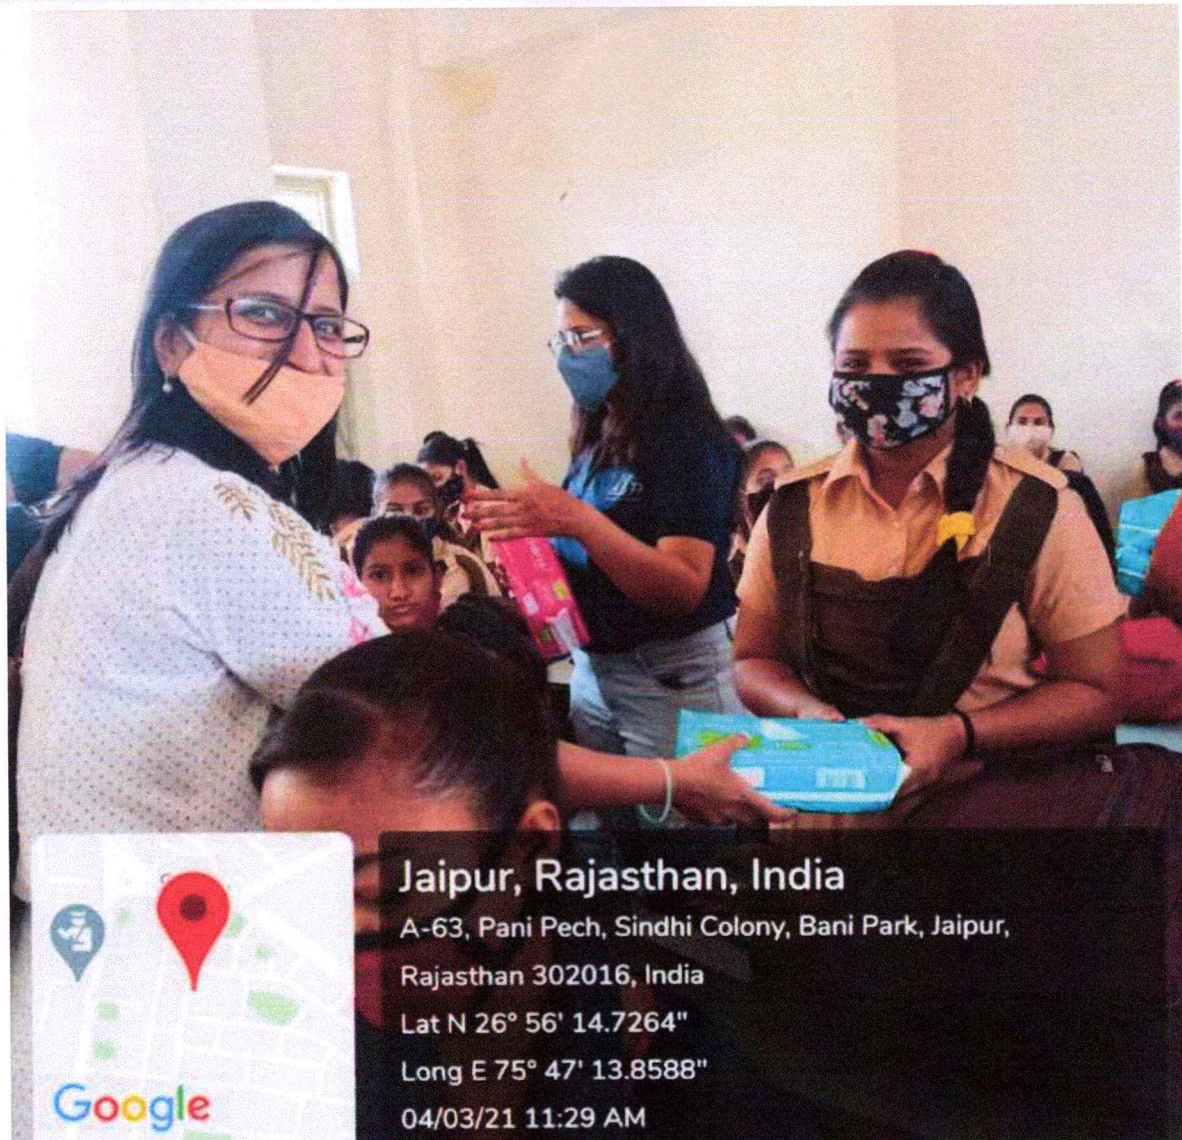 Jaipur, Rajasthan, India
A-63, Pani Pech, Sindhi Colony, Bani Park, Jaipur,
Rajasthan 302016, India
Lat N 26° 56' 14.7264"
Long E 75° 47' 13.8588"
04/03/21 11:29 AM
Google